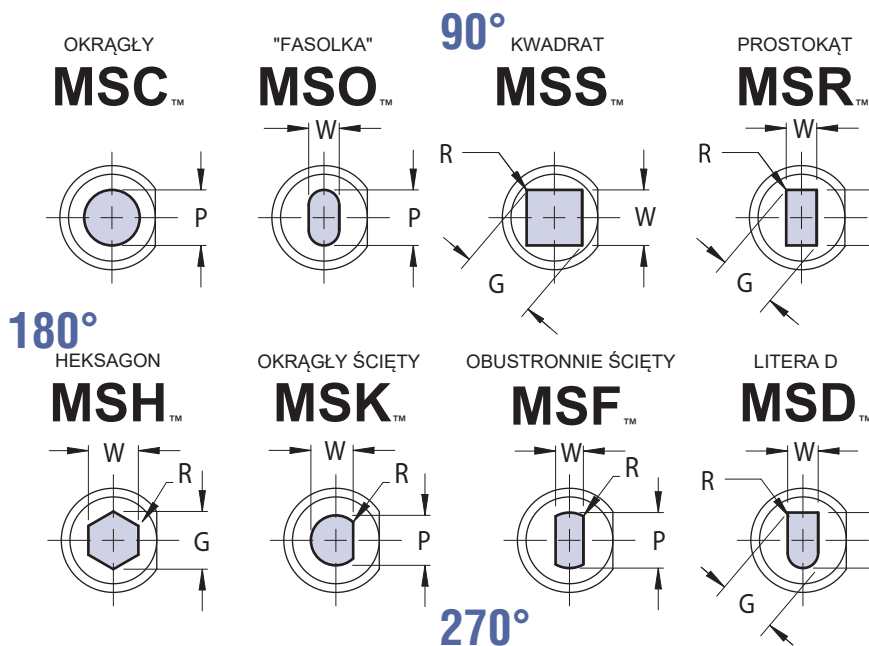 90°
OKRĄGŁY "FASOLKA" KWADRAT PROSTOKĄT
MSC™ MSO™ MSS™ MSR™
W W
R R
P P W
G G
180°
HEKSAGON OKRĄGŁY ŚCIĘTY OBUSTRONNIE ŚCIĘTY LITERA D
MSH™ MSK™ MSF™ MSD™
W W W W
R R R R
G P P
G
270°